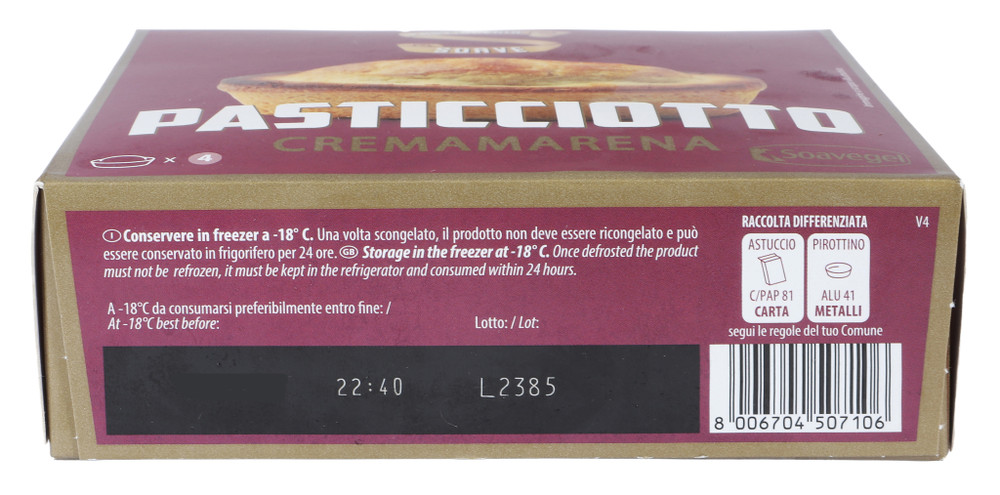 SOAVE
PASTICCIOTTO
CREMAMARENA
x 4
Soavegel
I Conservere in freezer a -18° C. Una volta scongelato, il prodotto non deve essere ricongelato e può
essere conservato in frigorifero per 24 ore. GB Storage in the freezer at -18° C. Once defrosted the product
must not be refrozen, it must be kept in the refrigerator and consumed within 24 hours.
A -18°C da consumarsi preferibilmente entro fine: /
At -18°C best before:
Lotto: / Lot:
22:40
L2385
RACCOLTA DIFFERENZIATA
V4
ASTUCCIO
C/PAP 81
CARTA
PIROTTINO
ALU 41
METALLI
segui le regole del tuo Comune
8 006704 507106